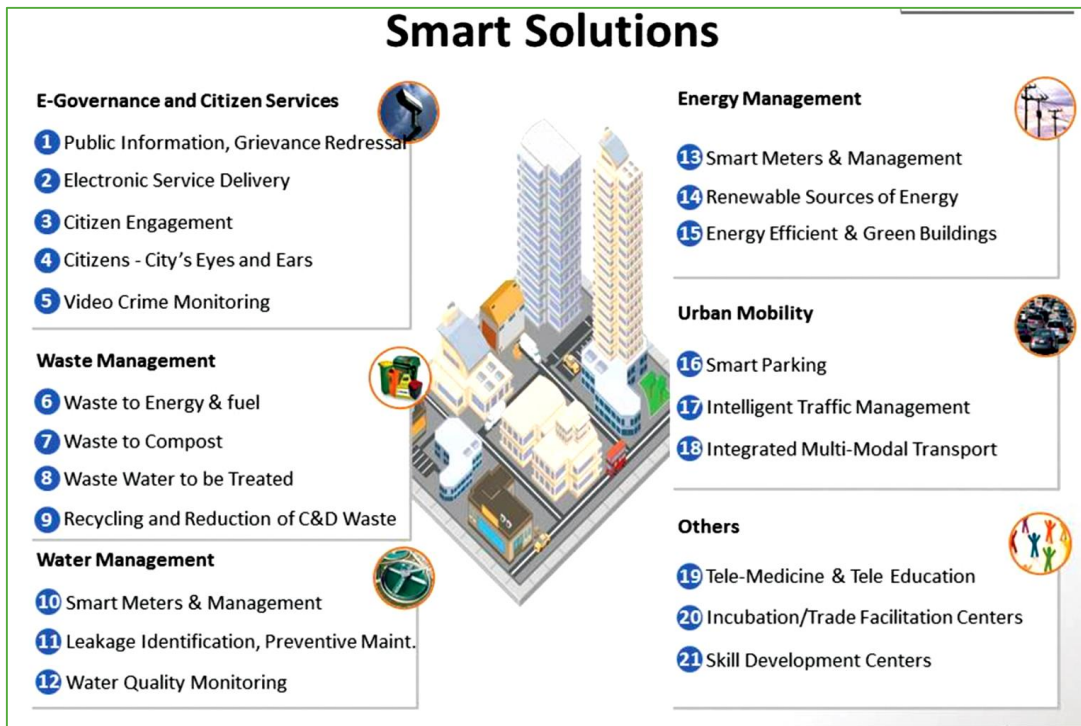 Smart Solutions
E-Governance and Citizen Services
1 Public Information, Grievance Redressal
2 Electronic Service Delivery
3 Citizen Engagement
4 Citizens - City's Eyes and Ears
5 Video Crime Monitoring
Waste Management
6 Waste to Energy & fuel
7 Waste to Compost
8 Waste Water to be Treated
9 Recycling and Reduction of C&D Waste
Water Management
10 Smart Meters & Management
11 Leakage Identification, Preventive Maint.
12 Water Quality Monitoring
Energy Management
13 Smart Meters & Management
14 Renewable Sources of Energy
15 Energy Efficient & Green Buildings
Urban Mobility
16 Smart Parking
17 Intelligent Traffic Management
18 Integrated Multi-Modal Transport
Others
19 Tele-Medicine & Tele Education
20 Incubation/Trade Facilitation Centers
21 Skill Development Centers